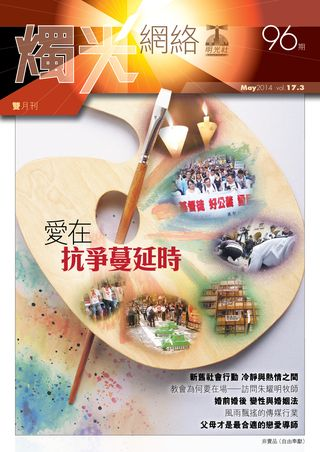 燭光網絡
明光社
96期
May2014 vol.17.3
雙月刊
愛在
抗爭蔓延時
新舊社會行動 冷靜與熱情之間
教會為何要在場──訪問朱耀明牧師
婚前婚後 變性與婚姻法
風雨飄搖的傳媒行業
父母才是最合適的戀愛導師
非賣品（自由奉獻）